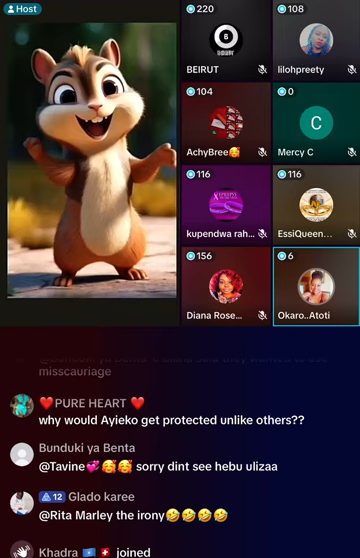 Host
220
108
BEIRUT
lilohpreety
104
0
C
AchyBree🥰
Mercy C
116
116
kupendwa rah...
EssiQueen...
156
6
Diana Rose...
Okaro..Atoti
misscauriage
❤️PURE HEART ❤️
why would Ayieko get protected unlike others??
Bunduki ya Benta
@Tavine💞🥰🥰 sorry dint see hebu ulizaa
12 Glado karee
@Rita Marley the irony🤣🤣🤣🤣
Khadra 🇸🇴 🇨🇭 joined